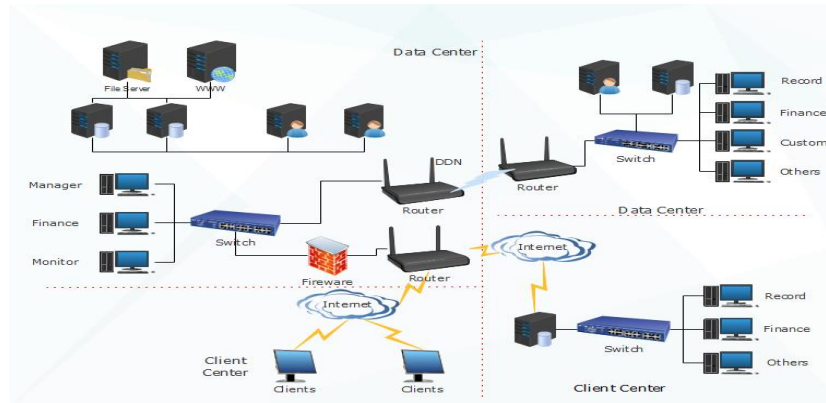 Data Center
File Server
WWW
DDN
Router
Manager
Finance
Monitor
Switch
Fireware
Router
Router
Switch
Record
Finance
Custom
Others
Data Center
Internet
Internet
Client
Center
Clients
Clients
Switch
Record
Finance
Others
Client Center